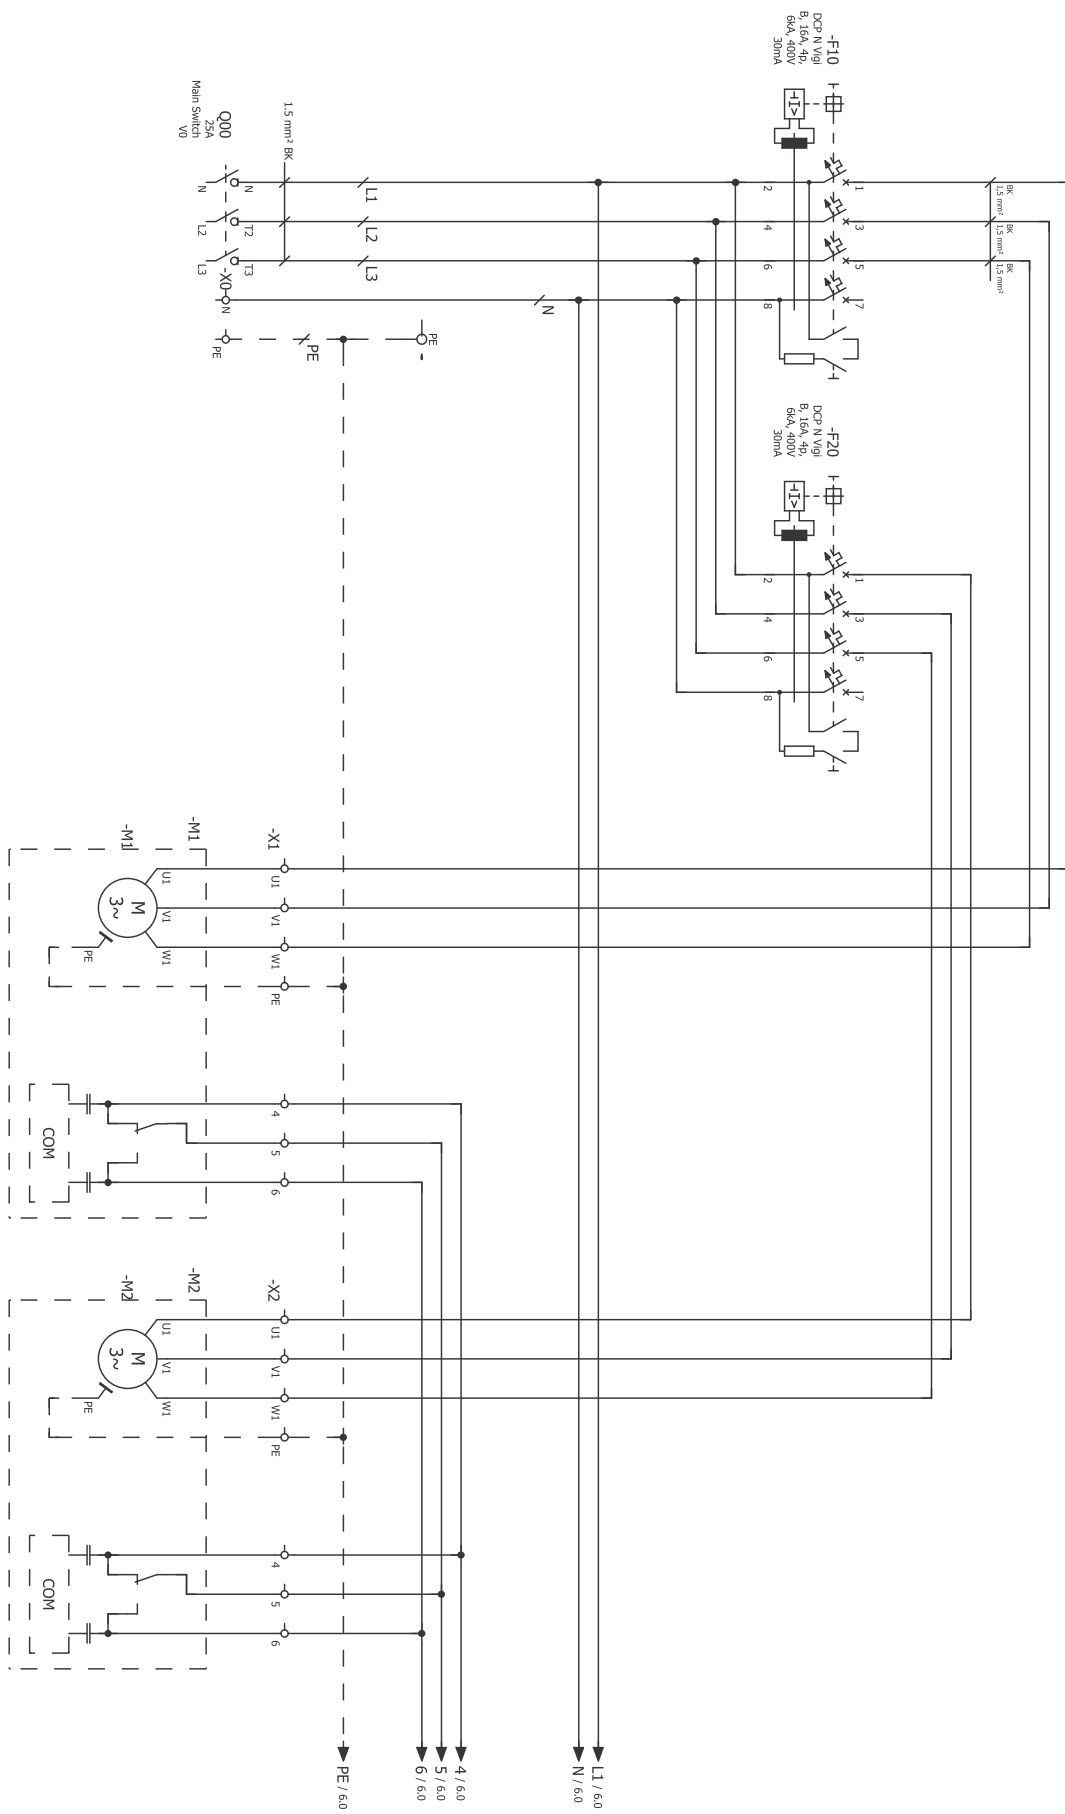 -F10
DCP N Vigi
B, 16A, 4p,
6kA, 400V
30mA
I>
1
2
3
4
5
6
7
8
BK
1,5 mm²
BK
1,5 mm²
BK
1,5 mm²
1.5 mm² BK
Q00
25A
Main Switch
V0
N
N
L1
T2
L2
L2
T3
L3
L3
-X0
N
N
PE
PE
PE
-F20
DCP N Vigi
B, 16A, 4p,
6kA, 400V
30mA
I>
1
2
3
4
5
6
7
8
-M1
-M1
-X1
M
3~
U1
U1
V1
V1
W1
W1
PE
PE
4
5
6
COM
-M2
-M2
-X2
M
3~
U1
U1
V1
V1
W1
W1
PE
PE
4
5
6
COM
L1 / 6.0
N / 6.0
4 / 6.0
5 / 6.0
6 / 6.0
PE / 6.0